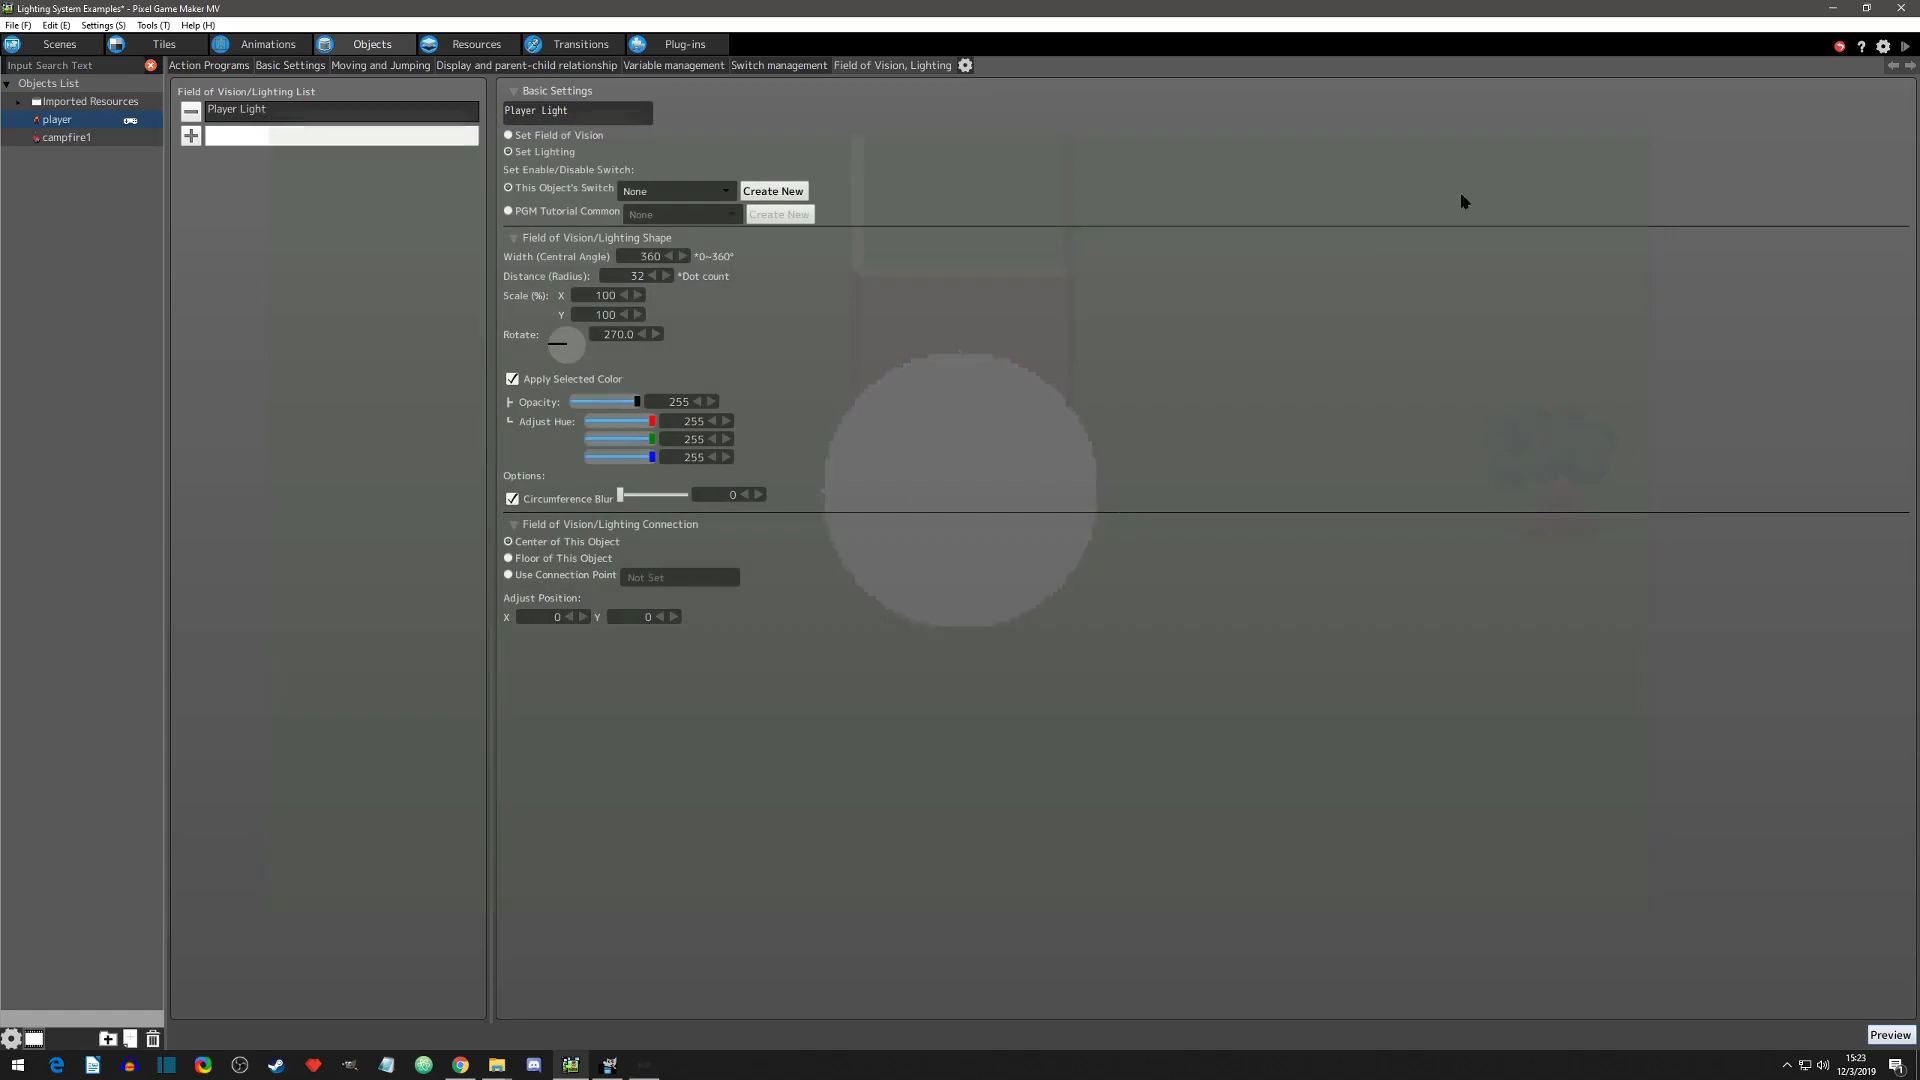 Lighting System Examples* - Pixel Game Maker MV
File (F) Edit (E) Settings (S) Tools (T) Help (H)
Scenes Tiles Animations Objects Resources Transitions Plug-ins
Input Search Text
Action Programs Basic Settings Moving and Jumping Display and parent-child relationship Variable management Switch management Field of Vision, Lighting
Objects List
Imported Resources
player
campfire1
Field of Vision/Lighting List
Player Light
Basic Settings
Player Light
Set Field of Vision
Set Lighting
Set Enable/Disable Switch:
This Object's Switch None Create New
PGM Tutorial Common None Create New
Field of Vision/Lighting Shape
Width (Central Angle) 360 *0~360°
Distance (Radius): 32 *Dot count
Scale (%): X 100
Y 100
Rotate: 270.0
Apply Selected Color
Opacity: 255
Adjust Hue: 255
255
255
Options:
Circumference Blur 0
Field of Vision/Lighting Connection
Center of This Object
Floor of This Object
Use Connection Point Not Set
Adjust Position:
X 0 Y 0
Preview
15:23
12/3/2019